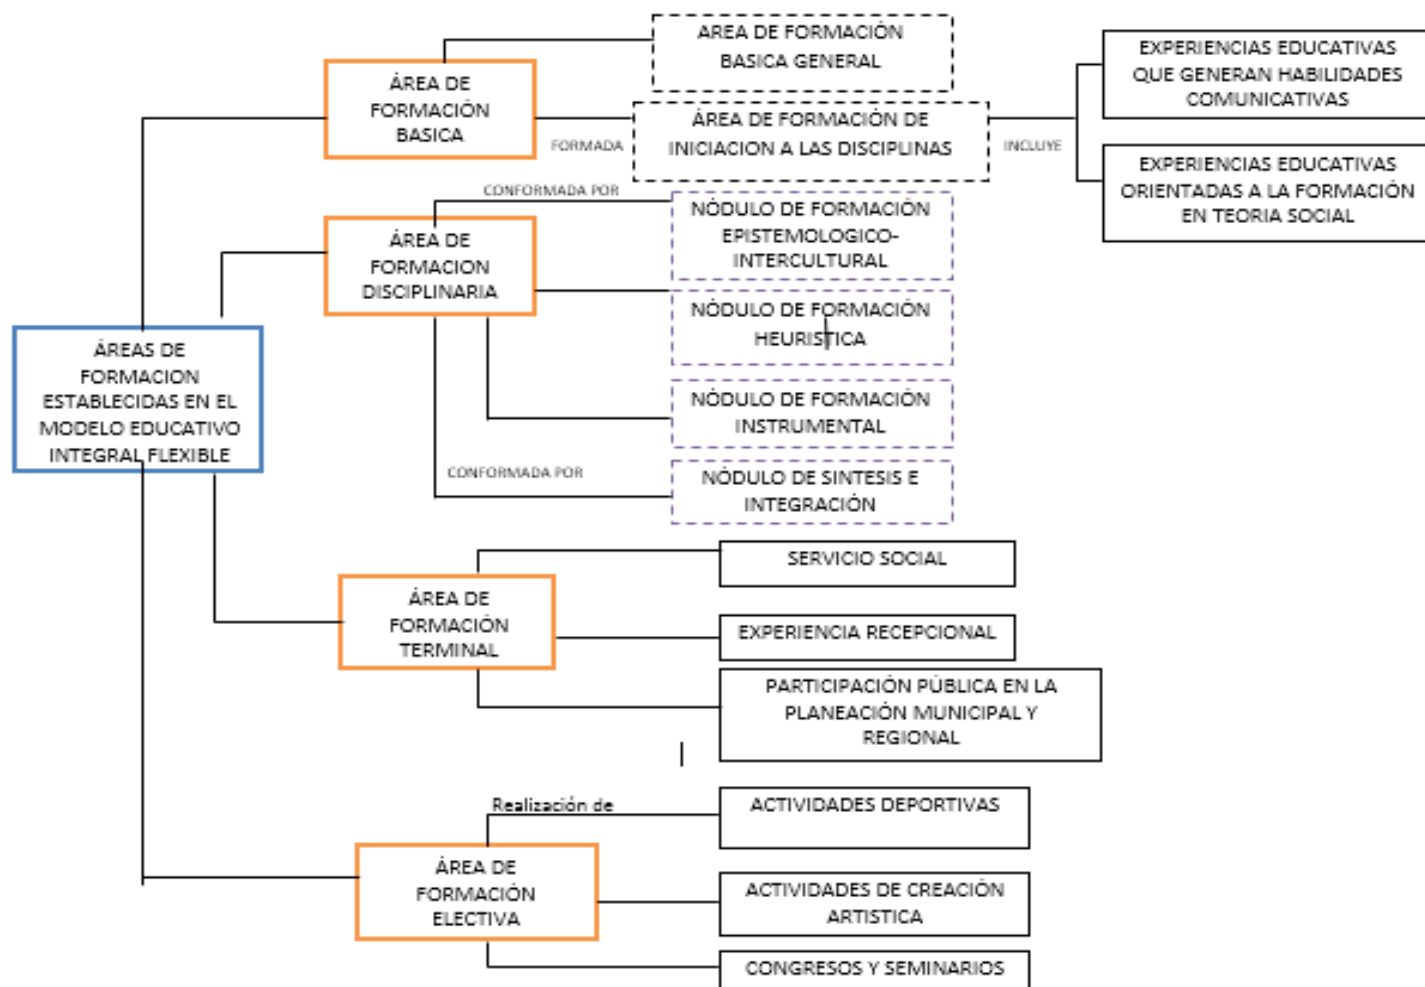 AREA DE FORMACIÓN
BASICA GENERAL
EXPERIENCIAS EDUCATIVAS
QUE GENERAN HABILIDADES
COMUNICATIVAS
ÁREA DE
FORMACIÓN
BASICA
FORMADA
ÁREA DE FORMACIÓN DE
INICIACION A LAS DISCIPLINAS
INCLUYE
EXPERIENCIAS EDUCATIVAS
ORIENTADAS A LA FORMACIÓN
EN TEORIA SOCIAL
CONFORMADA POR
NÓDULO DE FORMACIÓN
EPISTEMOLOGICO-
INTERCULTURAL
ÁREA DE
FORMACION
DISCIPLINARIA
NÓDULO DE FORMACIÓN
HEURISTICA
ÁREAS DE
FORMACION
ESTABLECIDAS EN EL
MODELO EDUCATIVO
INTEGRAL FLEXIBLE
NÓDULO DE FORMACIÓN
INSTRUMENTAL
CONFORMADA POR
NÓDULO DE SINTESIS E
INTEGRACIÓN
SERVICIO SOCIAL
ÁREA DE
FORMACIÓN
TERMINAL
EXPERIENCIA RECEPCIONAL
PARTICIPACIÓN PÚBLICA EN LA
PLANEACIÓN MUNICIPAL Y
REGIONAL
Realización de
ACTIVIDADES DEPORTIVAS
ÁREA DE
FORMACIÓN
ELECTIVA
ACTIVIDADES DE CREACIÓN
ARTISTICA
CONGRESOS Y SEMINARIOS